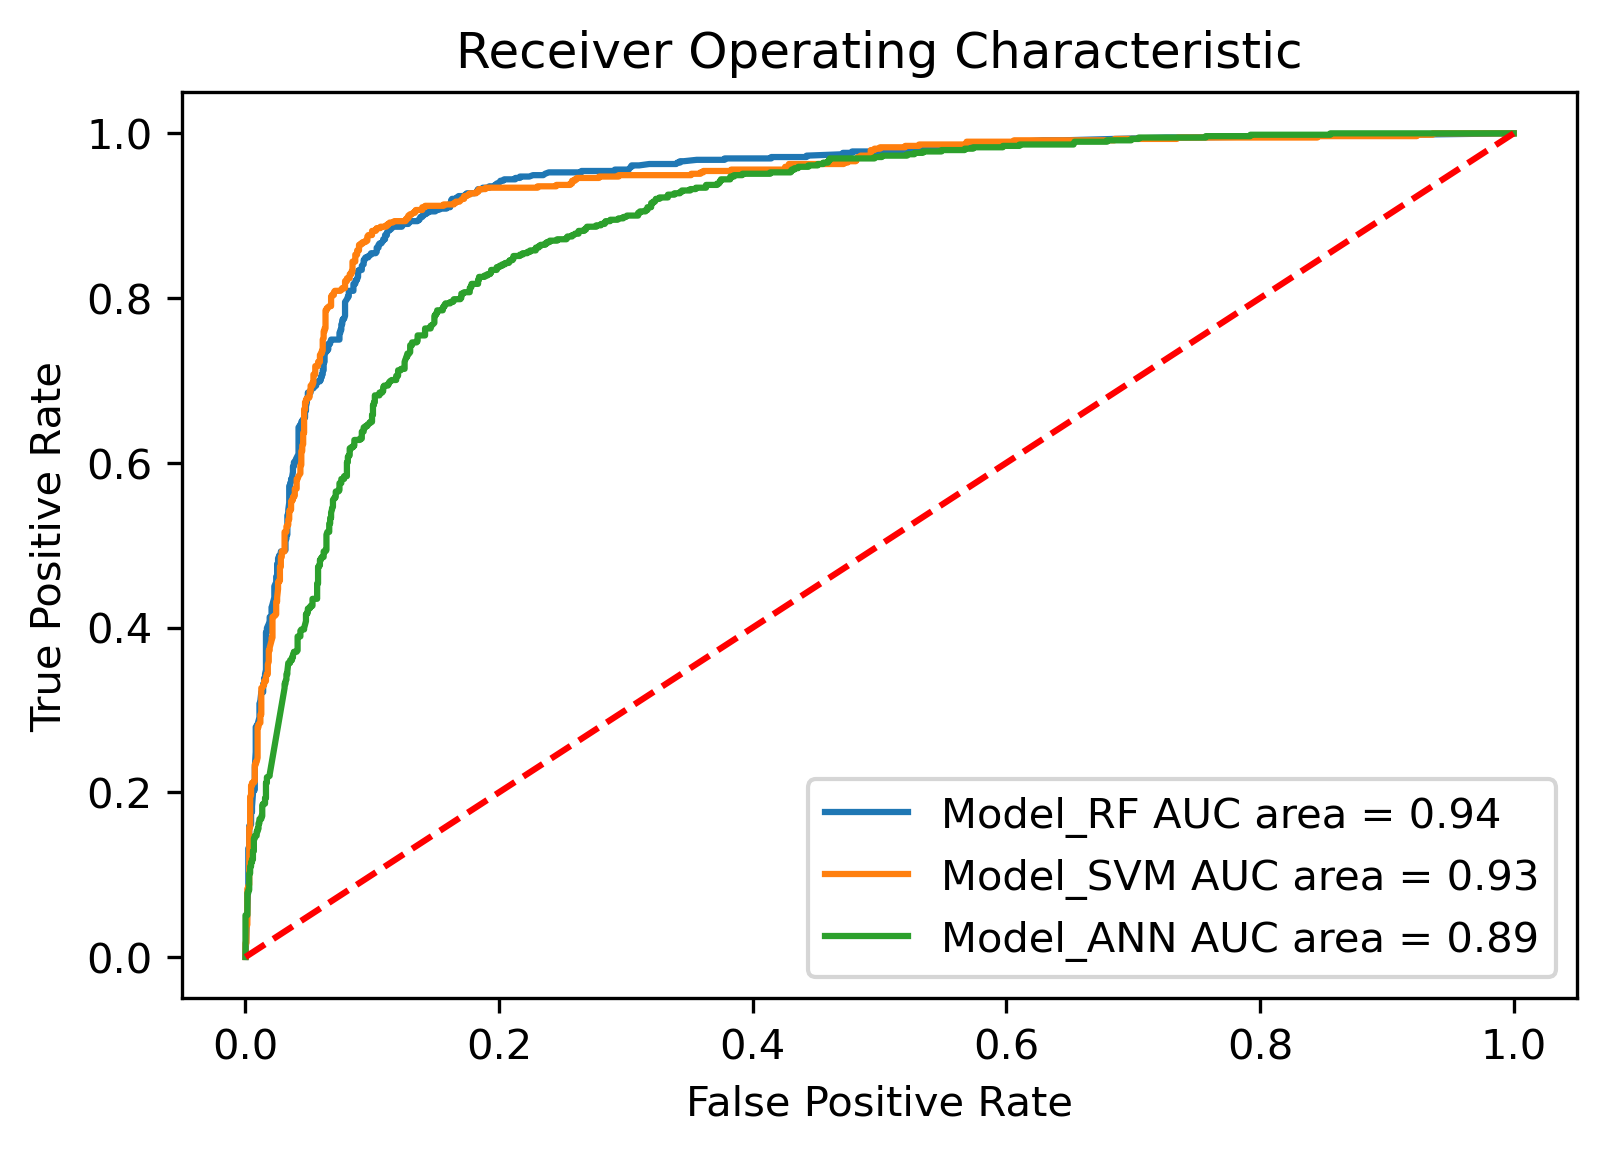 Receiver Operating Characteristic
True Positive Rate
1.0
0.8
0.6
0.4
0.2
0.0
Model_RF AUC area = 0.94
Model_SVM AUC area = 0.93
Model_ANN AUC area = 0.89
0.0 0.2 0.4 0.6 0.8 1.0
False Positive Rate